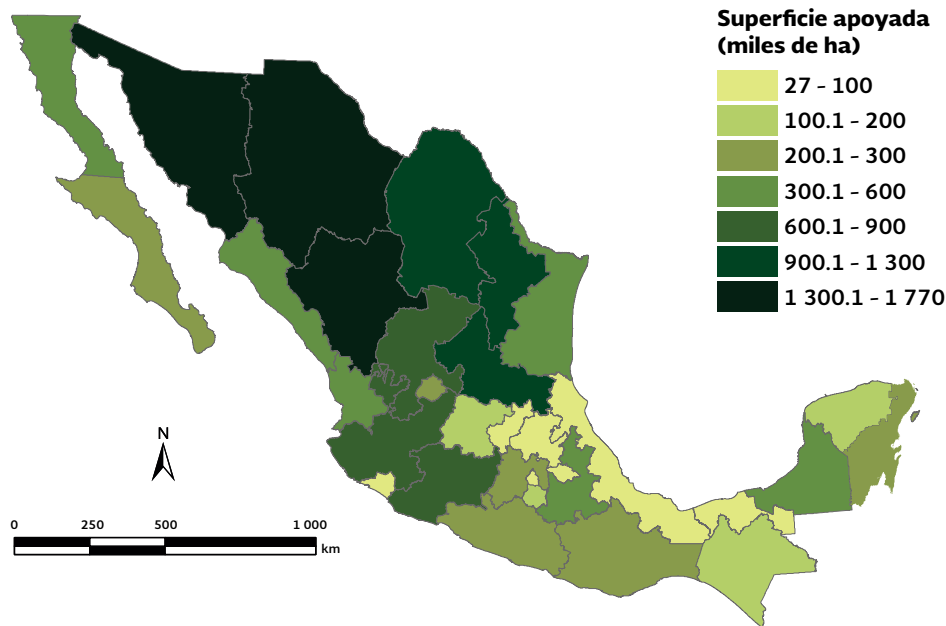 Superficie apoyada
(miles de ha)
27 - 100
100.1 - 200
200.1 - 300
300.1 - 600
600.1 - 900
900.1 - 1 300
1 300.1 - 1 770
N
0 250 500 1 000
km